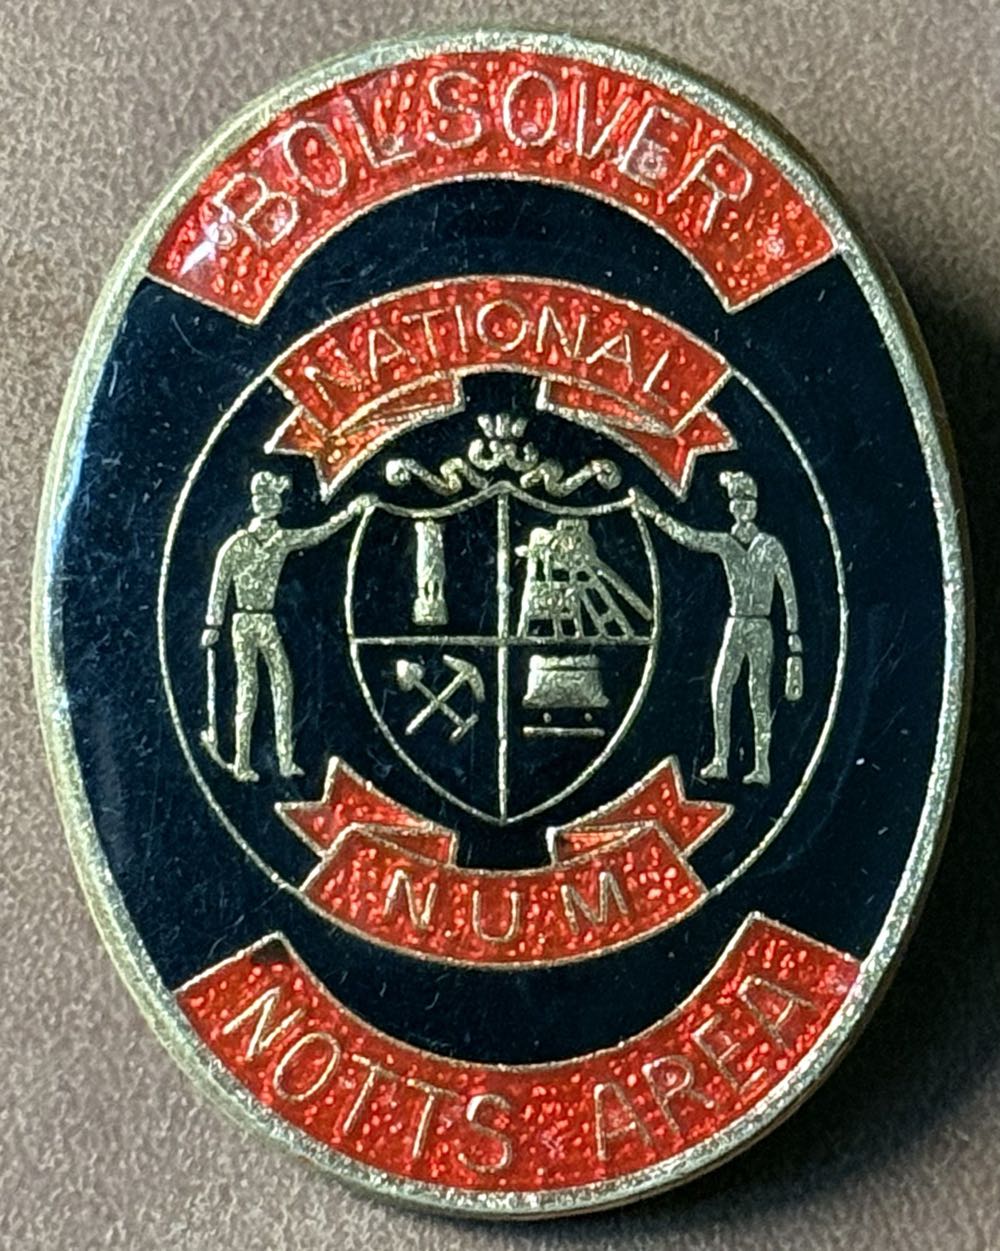 BOLSOVER
NATIONAL
N.U.M
NOTTS AREA